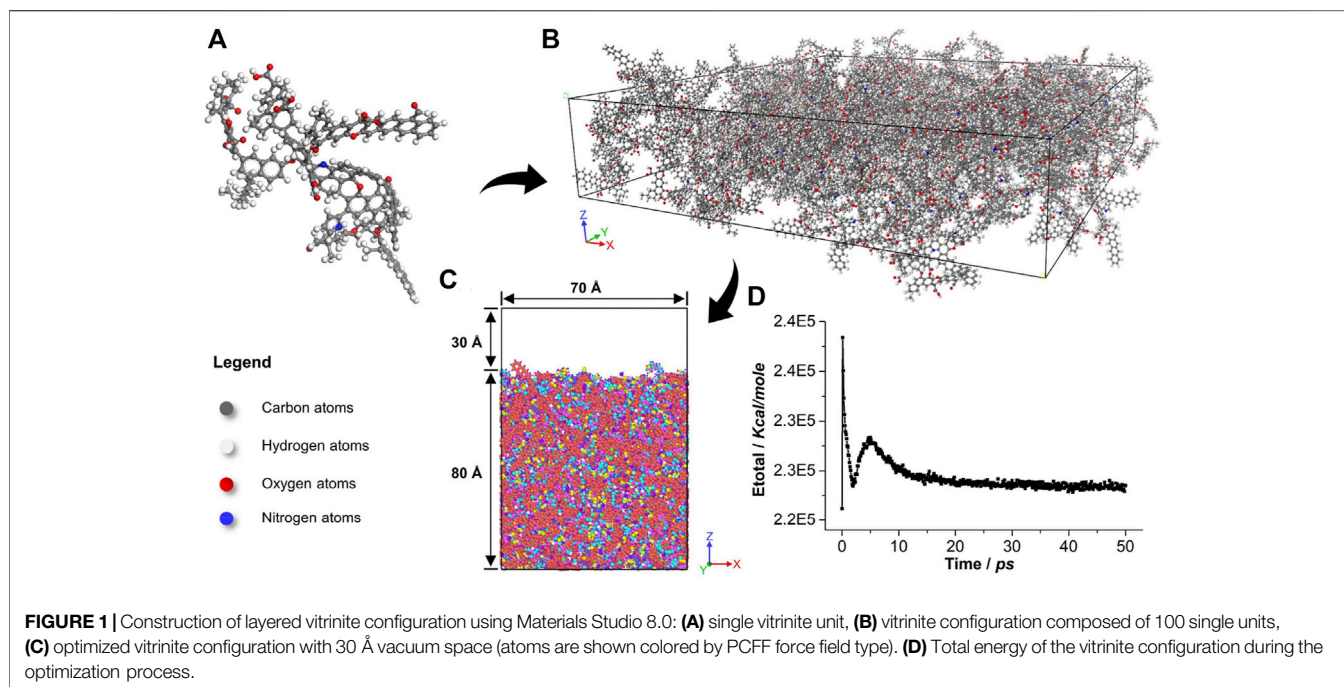 A
B
Z
Y
X
C
70 Å
30 Å
80 Å
Z
Y
X
Legend
Carbon atoms
Hydrogen atoms
Oxygen atoms
Nitrogen atoms
D
Etotal / Kcal/mole
2.4E5
2.4E5
2.3E5
2.3E5
2.2E5
0 10 20 30 40 50
Time / ps
FIGURE 1 | Construction of layered vitrinite configuration using Materials Studio 8.0: (A) single vitrinite unit, (B) vitrinite configuration composed of 100 single units,
(C) optimized vitrinite configuration with 30 Å vacuum space (atoms are shown colored by PCFF force field type). (D) Total energy of the vitrinite configuration during the
optimization process.